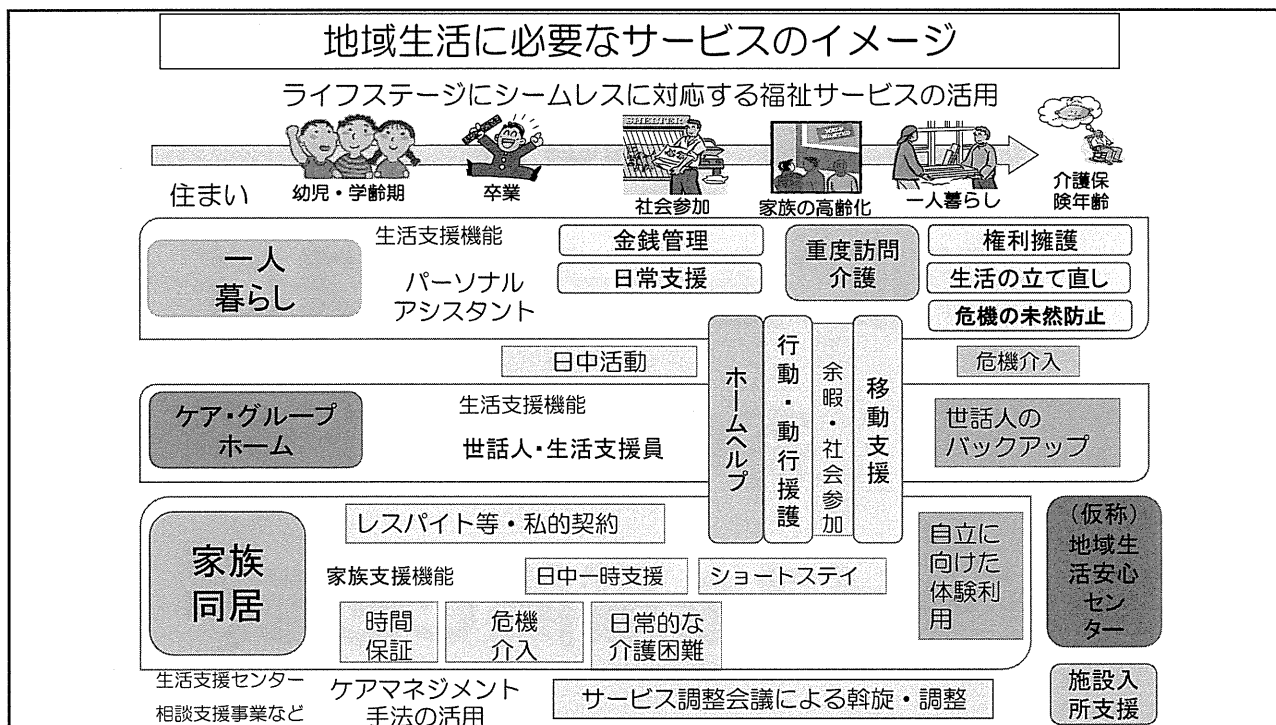 地域生活に必要なサービスのイメージ
ライフステージにシームレスに対応する福祉サービスの活用
SHELTER
住まい
幼児・学齢期
卒業
社会参加
家族の高齢化
一人暮らし
介護保
険年齢
一人
暮らし
生活支援機能
パーソナル
アシスタント
金銭管理
日常支援
重度訪問
介護
権利擁護
生活の立て直し
危機の未然防止
日中活動
ホームヘルプ
行動・動行援護
余暇・社会参加
移動支援
危機介入
ケア・グループ
ホーム
生活支援機能
世話人・生活支援員
世話人の
バックアップ
家族
同居
レスパイト等・私的契約
家族支援機能
日中一時支援
ショートステイ
時間
保証
危機
介入
日常的な
介護困難
自立に
向けた
体験利
用
（仮称）
地域生
活安心
セン
ター
生活支援センター
相談支援事業など
ケアマネジメント
手法の活用
サービス調整会議による斡旋・調整
施設入
所支援